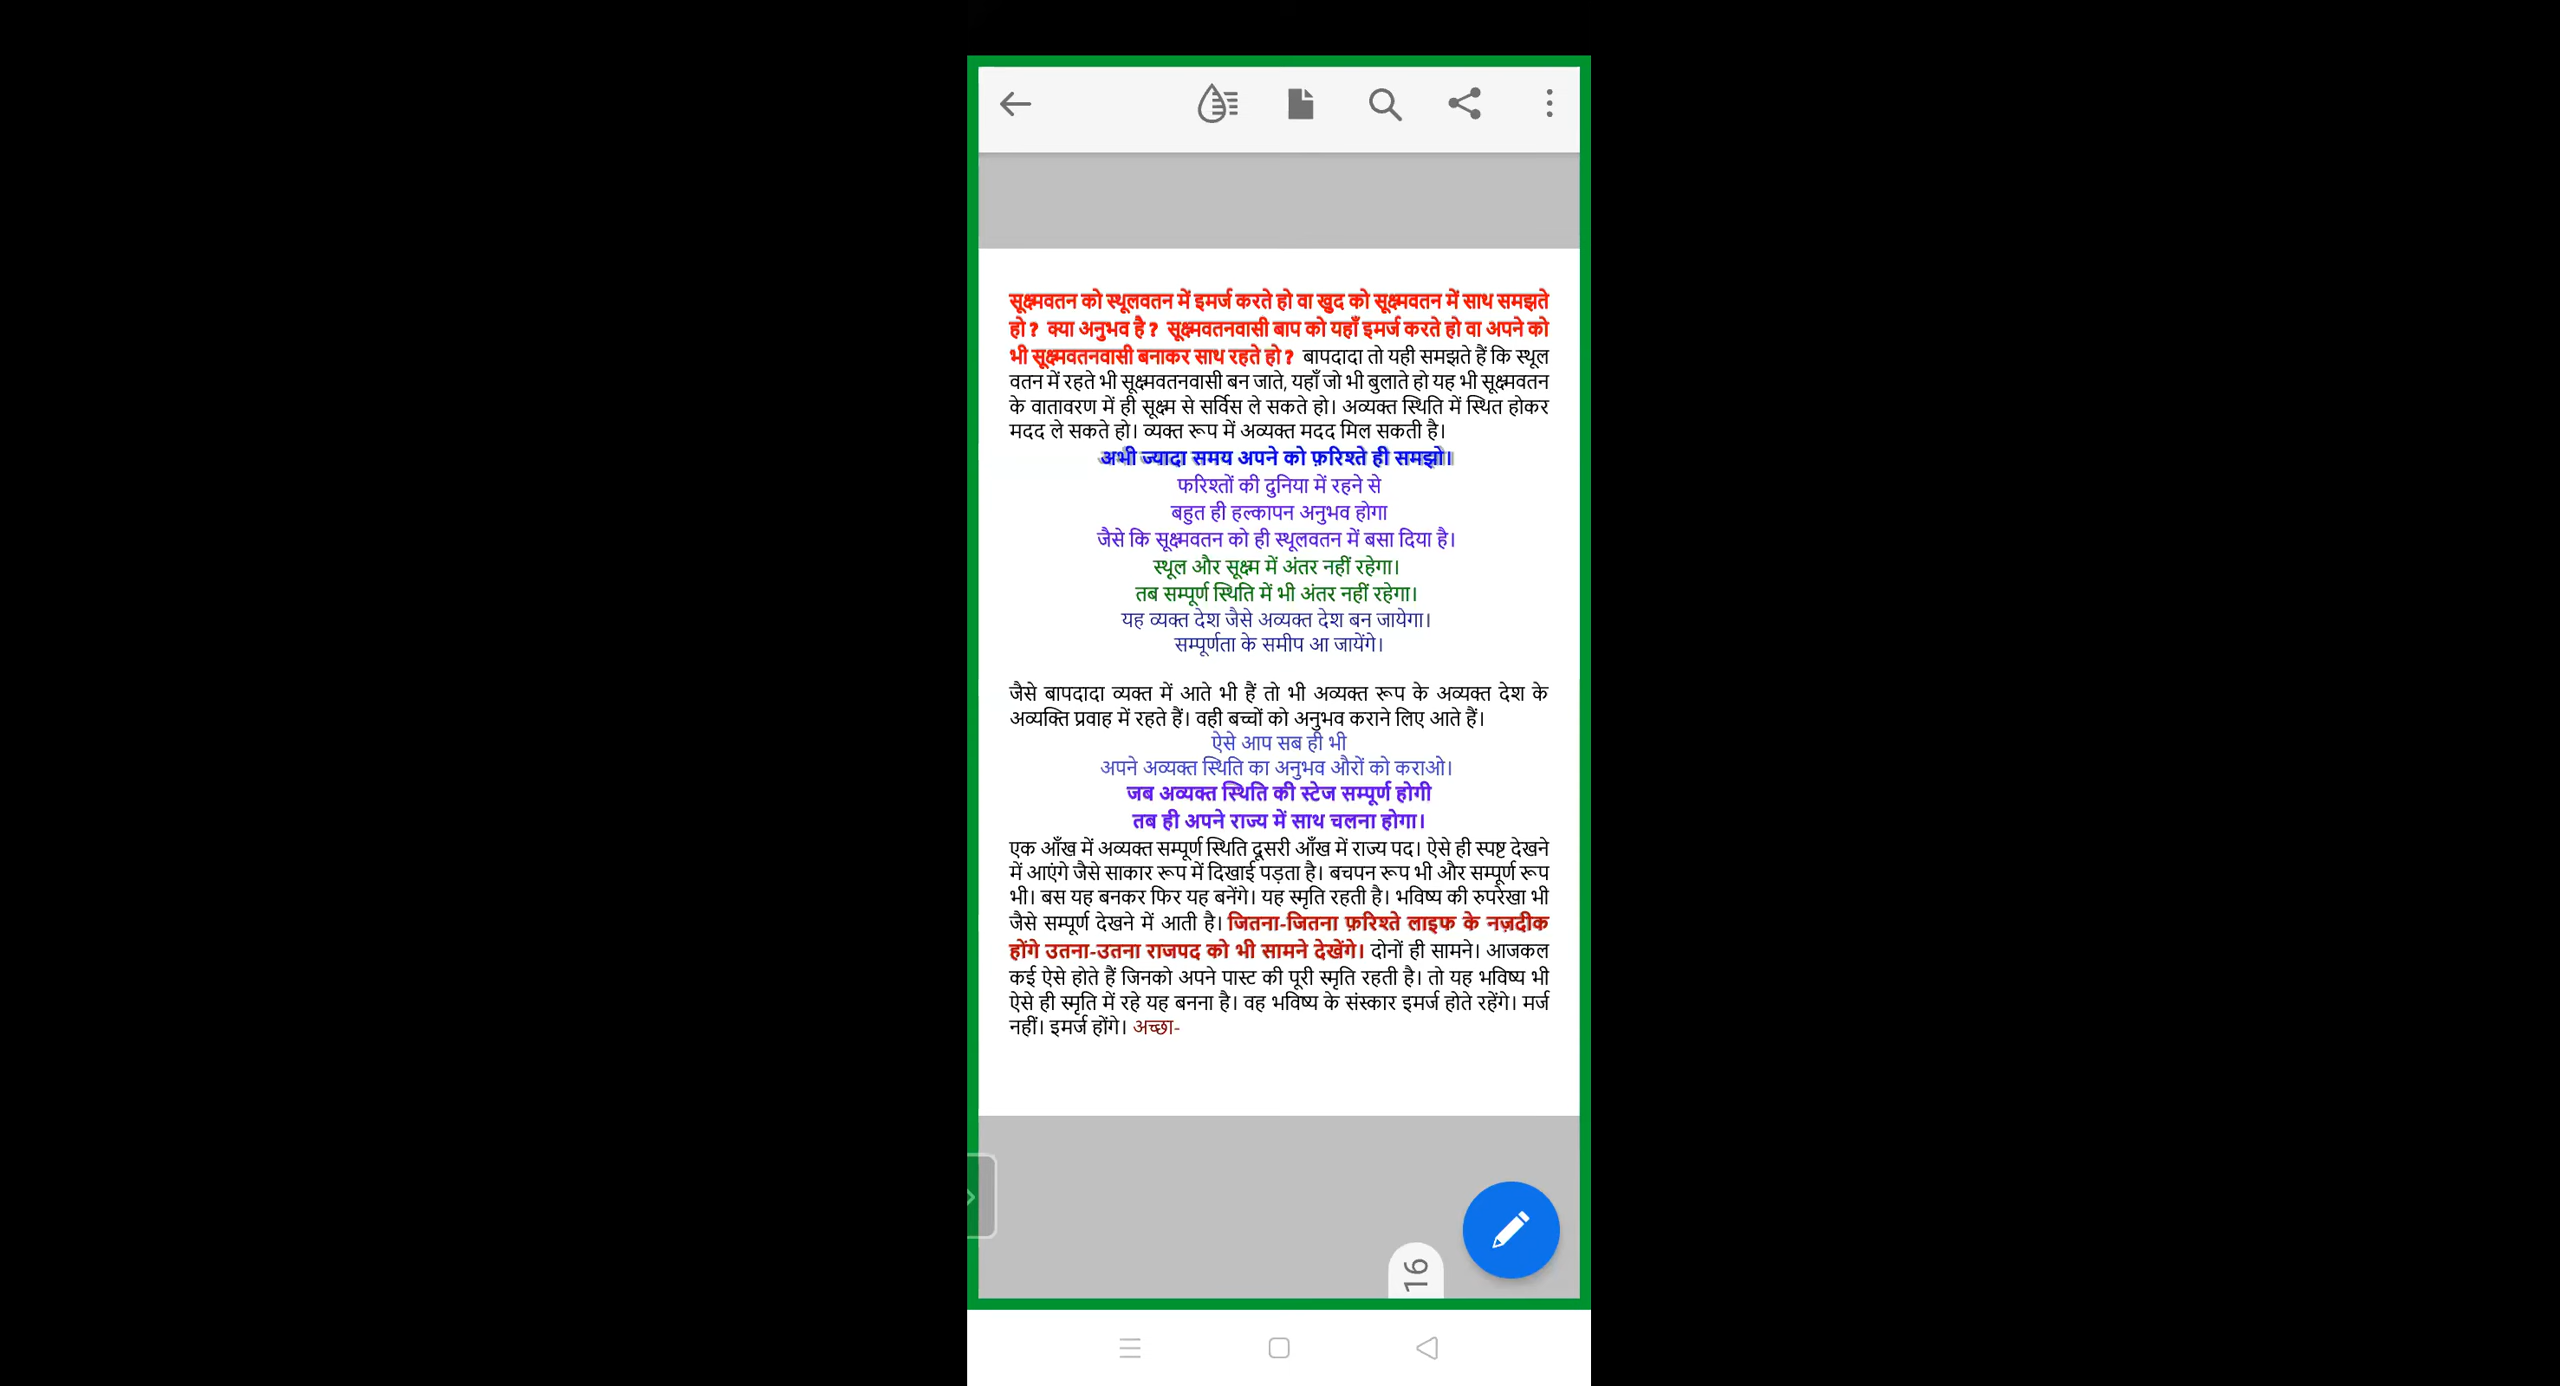 सूक्ष्मवतन को स्थूलवतन में इमर्ज करते हो वा खुद को सूक्ष्मवतन में साथ समझते
हो ? क्या अनुभव है ? सूक्ष्मवतनवासी बाप को यहाँ इमर्ज करते हो वा अपने को
भी सूक्ष्मवतनवासी बनाकर साथ रहते हो ? बापदादा तो यही समझते हैं कि स्थूल
वतन में रहते भी सूक्ष्मवतनवासी बन जाते, यहाँ जो भी बुलाते हो यह भी सूक्ष्मवतन
के वातावरण में ही सूक्ष्म से सर्विस ले सकते हो। अव्यक्त स्थिति में स्थित होकर
मदद ले सकते हो। व्यक्त रूप में अव्यक्त मदद मिल सकती है।
अभी ज्यादा समय अपने को फ़रिश्ते ही समझो।
फरिश्तों की दुनिया में रहने से
बहुत ही हल्कापन अनुभव होगा
जैसे कि सूक्ष्मवतन को ही स्थूलवतन में बसा दिया है।
स्थूल और सूक्ष्म में अंतर नहीं रहेगा।
तब सम्पूर्ण स्थिति में भी अंतर नहीं रहेगा।
यह व्यक्त देश जैसे अव्यक्त देश बन जायेगा।
सम्पूर्णता के समीप आ जायेंगे।
जैसे बापदादा व्यक्त में आते भी हैं तो भी अव्यक्त रूप के अव्यक्त देश के
अव्यक्ति प्रवाह में रहते हैं। वही बच्चों को अनुभव कराने लिए आते हैं।
ऐसे आप सब ही भी
अपने अव्यक्त स्थिति का अनुभव औरों को कराओ।
जब अव्यक्त स्थिति की स्टेज सम्पूर्ण होगी
तब ही अपने राज्य में साथ चलना होगा।
एक आँख में अव्यक्त सम्पूर्ण स्थिति दूसरी आँख में राज्य पद। ऐसे ही स्पष्ट देखने
में आएंगे जैसे साकार रूप में दिखाई पड़ता है। बचपन रूप भी और सम्पूर्ण रूप
भी। बस यह बनकर फिर यह बनेंगे। यह स्मृति रहती है। भविष्य की रुपरेखा भी
जैसे सम्पूर्ण देखने में आती है। जितना-जितना फ़रिश्ते लाइफ के नज़दीक
होंगे उतना-उतना राजपद को भी सामने देखेंगे। दोनों ही सामने। आजकल
कई ऐसे होते हैं जिनको अपने पास्ट की पूरी स्मृति रहती है। तो यह भविष्य भी
ऐसे ही स्मृति में रहे यह बनना है। वह भविष्य के संस्कार इमर्ज होते रहेंगे। मर्ज
नहीं। इमर्ज होंगे। अच्छा-
16